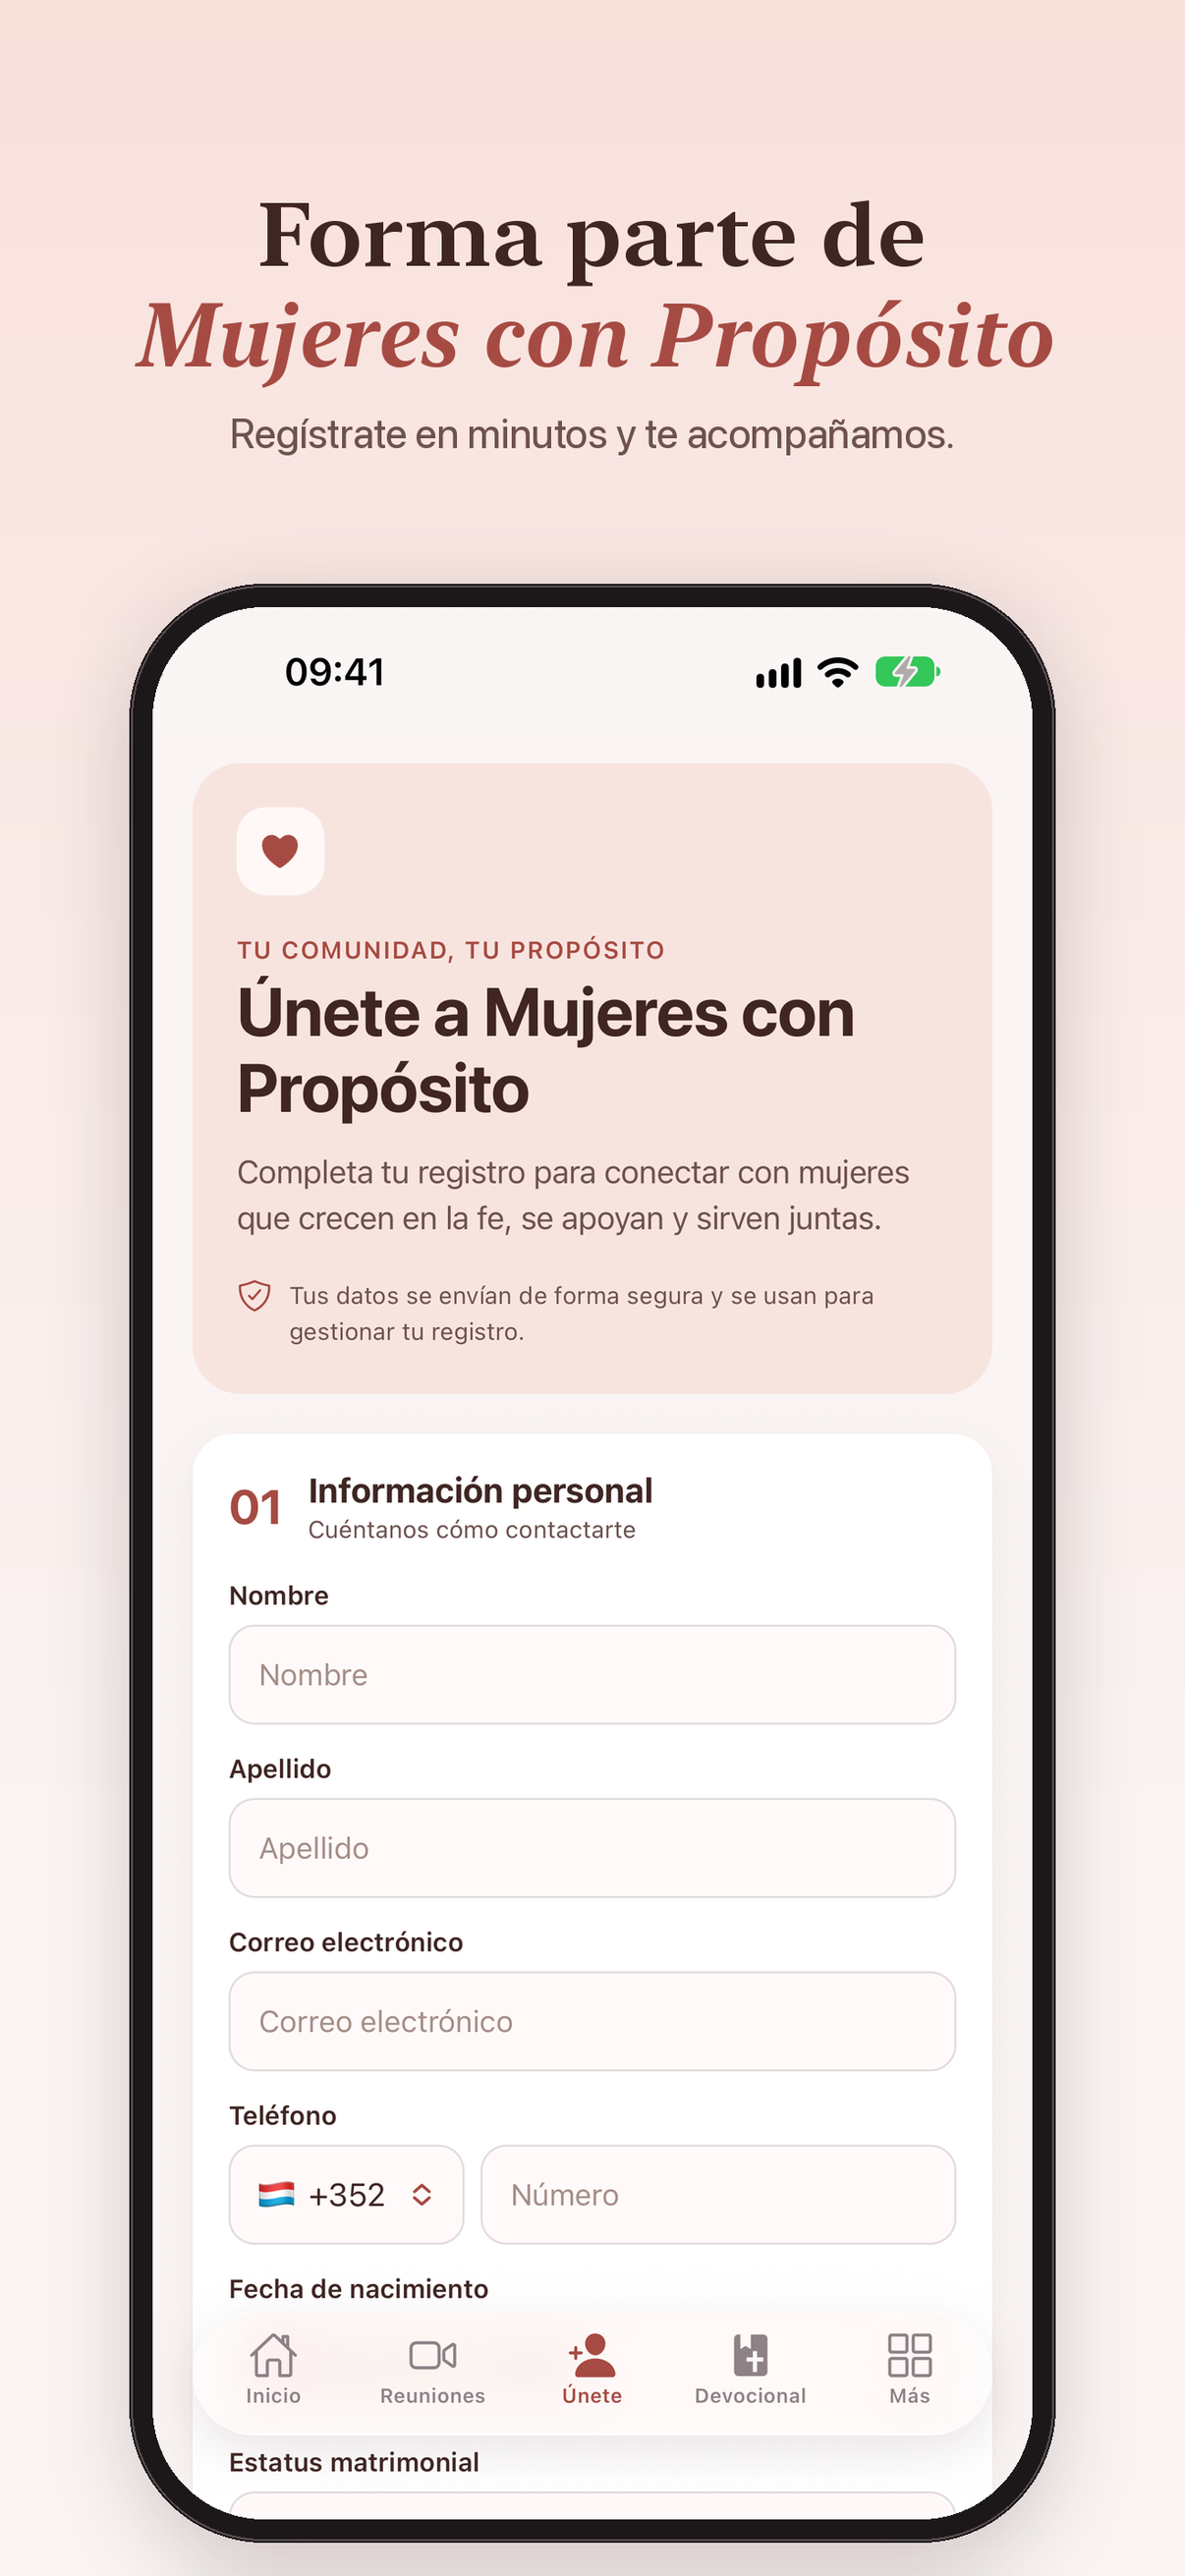 Forma parte de
Mujeres con Propósito
Regístrate en minutos y te acompañamos.
09:41
TU COMUNIDAD, TU PROPÓSITO
Únete a Mujeres con
Propósito
Completa tu registro para conectar con mujeres
que crecen en la fe, se apoyan y sirven juntas.
Tus datos se envían de forma segura y se usan para
gestionar tu registro.
01
Información personal
Cuéntanos cómo contactarte
Nombre
Nombre
Apellido
Apellido
Correo electrónico
Correo electrónico
Teléfono
+352
Número
Fecha de nacimiento
Inicio
Reuniones
Únete
Devocional
Más
Estatus matrimonial